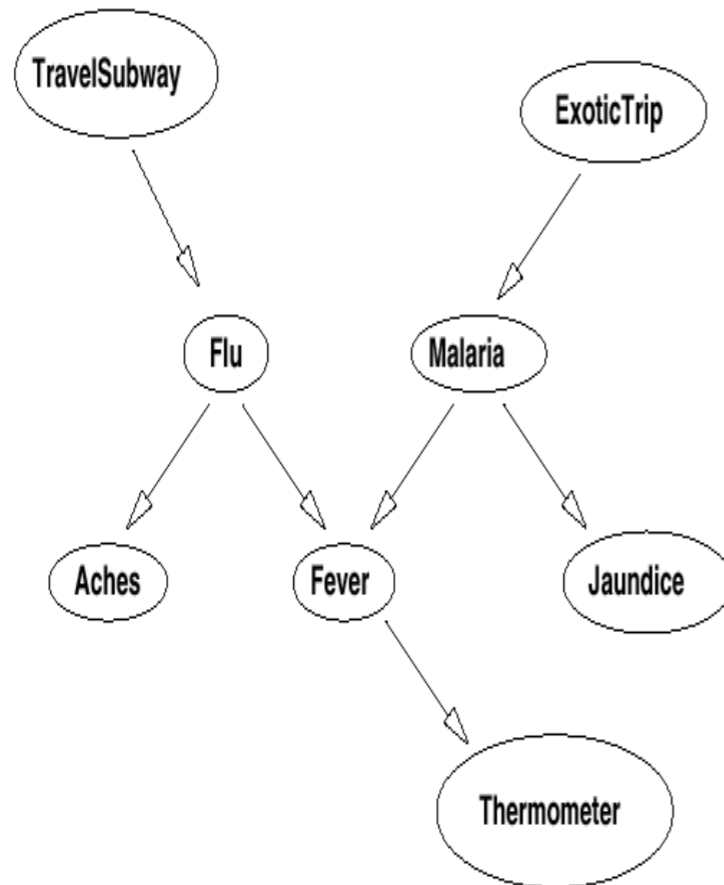 TravelSubway
ExoticTrip
Flu
Malaria
Aches
Fever
Jaundice
Thermometer